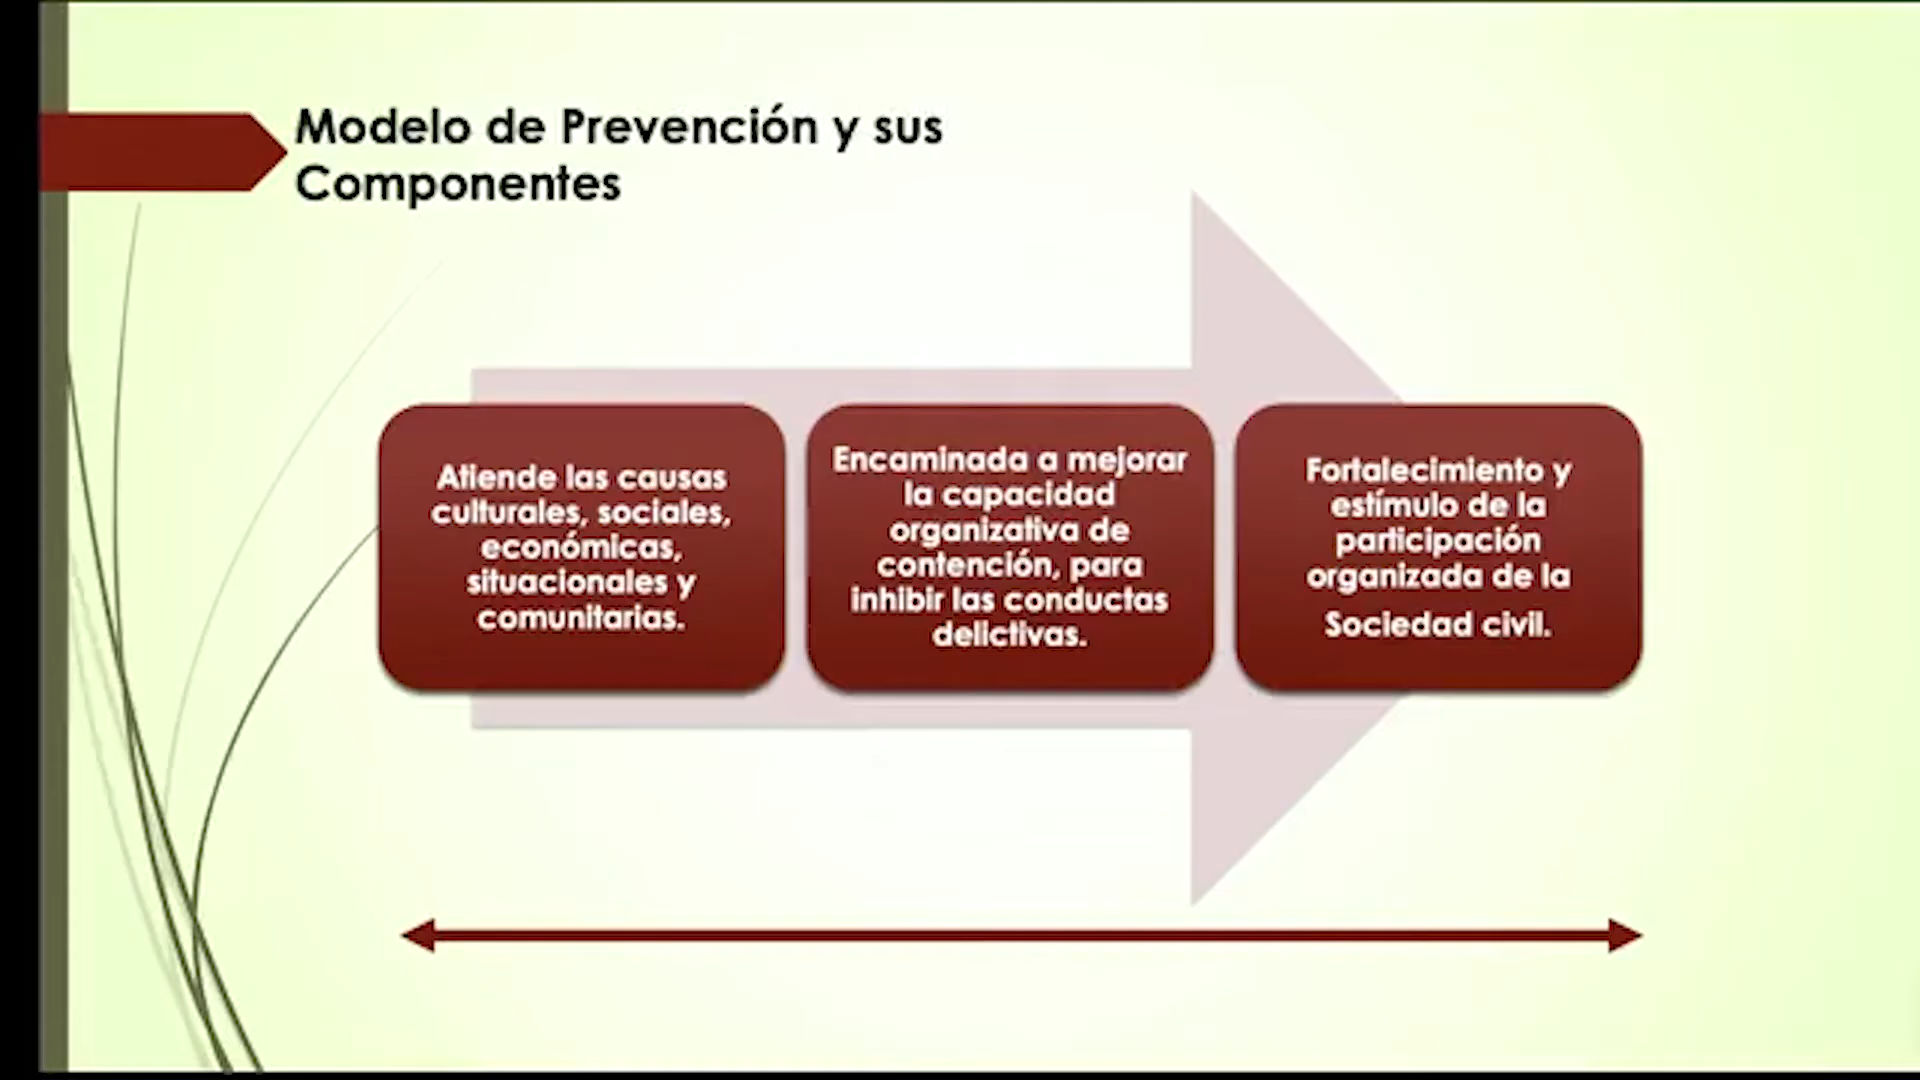 Modelo de Prevención y sus
Componentes
Atiende las causas
culturales, sociales,
económicas,
situacionales y
comunitarias.
Encaminada a mejorar
la capacidad
organizativa de
contención, para
inhibir las conductas
delictivas.
Fortalecimiento y
estímulo de la
participación
organizada de la
Sociedad civil.